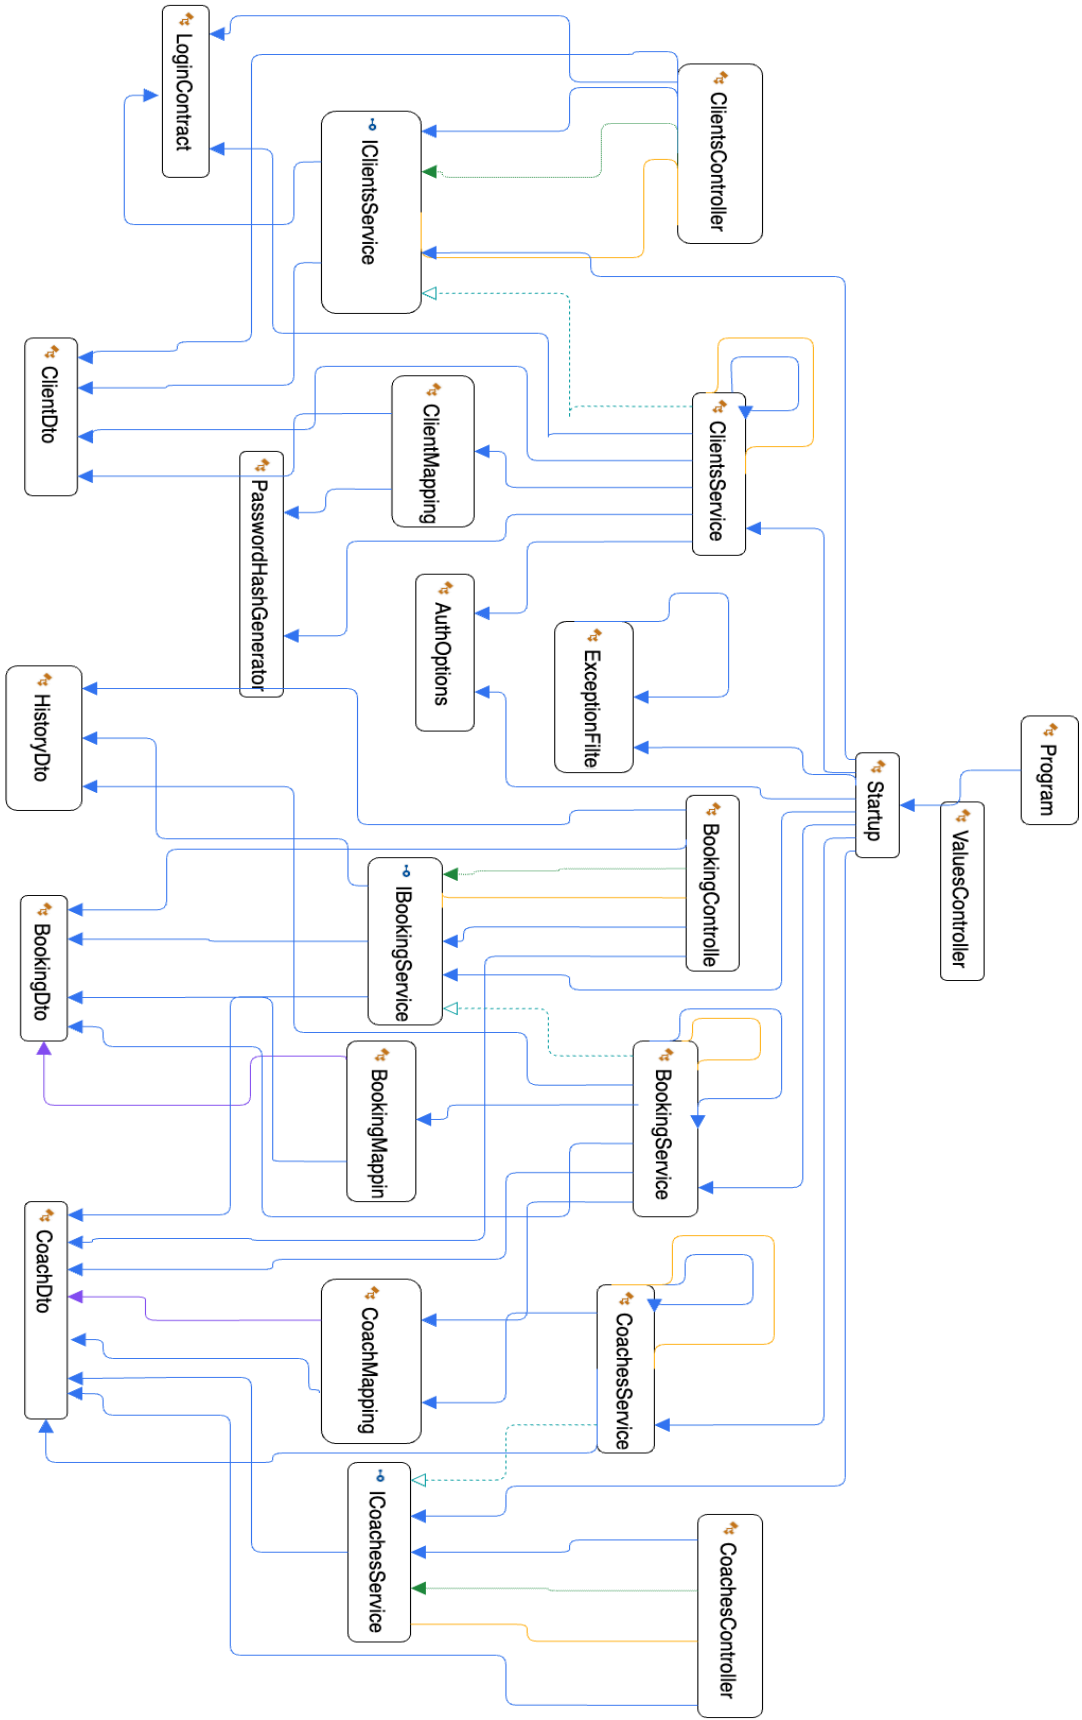 Program
ValuesController
Startup
ClientsController
ClientsService
BookingControlle
BookingService
CoachesService
CoachesController
ExceptionFilte
IClientsService
ClientMapping
AuthOptions
IBookingService
BookingMappin
CoachMapping
ICoachesService
LoginContract
PasswordHashGenerator
ClientDto
HistoryDto
BookingDto
CoachDto